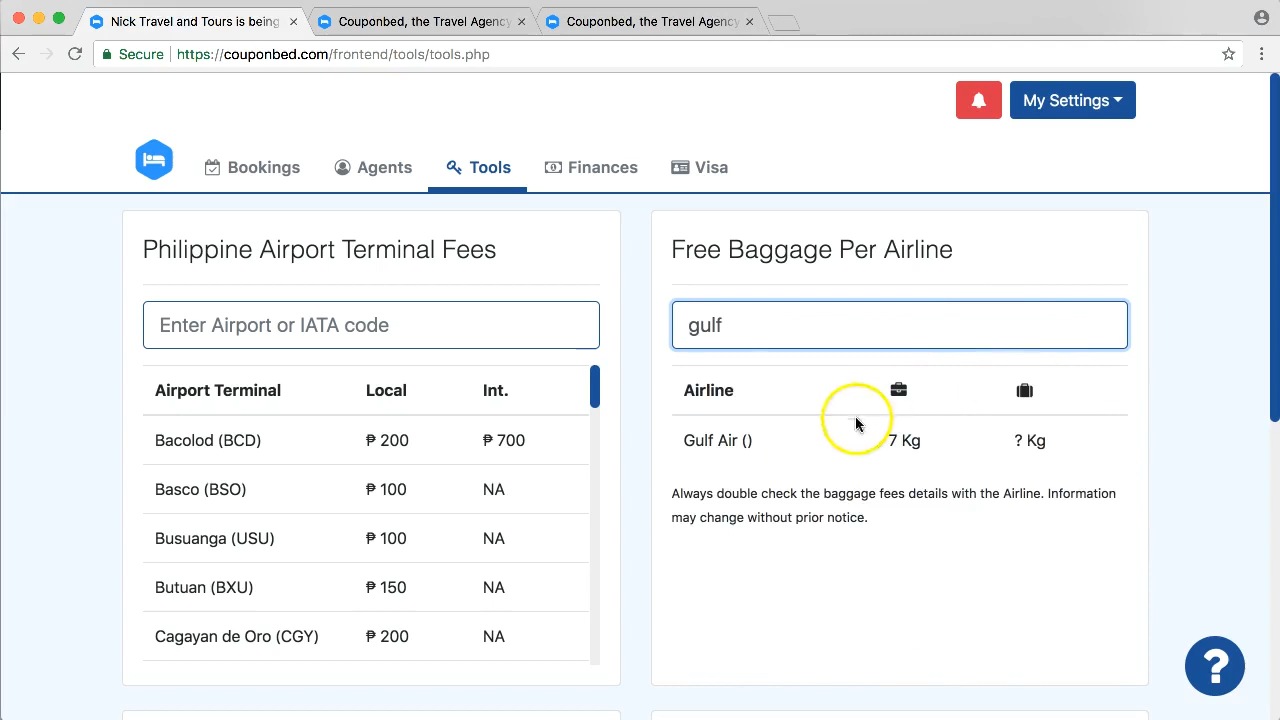 Nick Travel and Tours is being
Couponbed, the Travel Agency
Couponbed, the Travel Agency
Secure https://couponbed.com/frontend/tools/tools.php
My Settings
Bookings Agents Tools Finances Visa
Philippine Airport Terminal Fees
Enter Airport or IATA code
Airport Terminal Local Int.
Bacolod (BCD) ₱ 200 ₱ 700
Basco (BSO) ₱ 100 NA
Busuanga (USU) ₱ 100 NA
Butuan (BXU) ₱ 150 NA
Cagayan de Oro (CGY) ₱ 200 NA
Free Baggage Per Airline
gulf
Airline
Gulf Air () 7 Kg ? Kg
Always double check the baggage fees details with the Airline. Information
may change without prior notice.
?